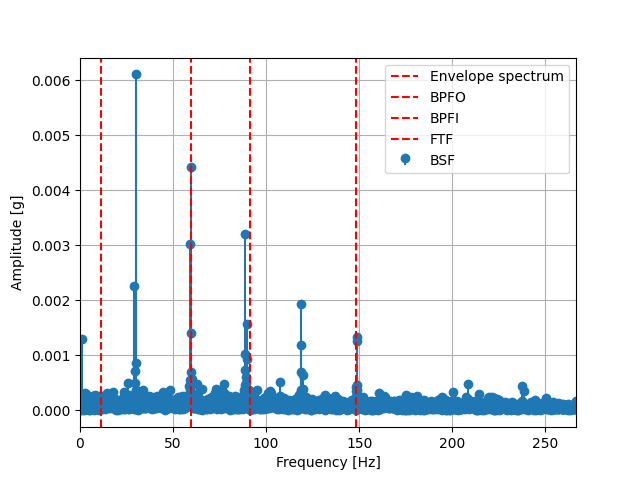 Envelope spectrum
BPFO
BPFI
FTF
BSF
Amplitude [g]
0.006
0.005
0.004
0.003
0.002
0.001
0.000
0 50 100 150 200 250
Frequency [Hz]